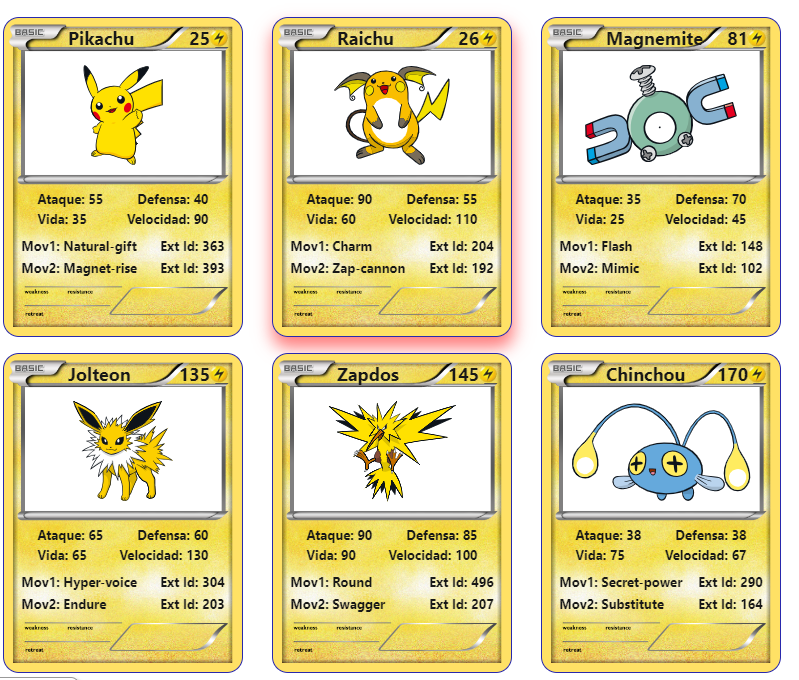 BASIC Pikachu 25
Ataque: 55 Defensa: 40
Vida: 35 Velocidad: 90
Mov1: Natural-gift Ext Id: 363
Mov2: Magnet-rise Ext Id: 393
weakness resistance
retreat
BASIC Raichu 26
Ataque: 90 Defensa: 55
Vida: 60 Velocidad: 110
Mov1: Charm Ext Id: 204
Mov2: Zap-cannon Ext Id: 192
weakness resistance
retreat
BASIC Magnemite 81
Ataque: 35 Defensa: 70
Vida: 25 Velocidad: 45
Mov1: Flash Ext Id: 148
Mov2: Mimic Ext Id: 102
weakness resistance
retreat
BASIC Jolteon 135
Ataque: 65 Defensa: 60
Vida: 65 Velocidad: 130
Mov1: Hyper-voice Ext Id: 304
Mov2: Endure Ext Id: 203
weakness resistance
retreat
BASIC Zapdos 145
Ataque: 90 Defensa: 85
Vida: 90 Velocidad: 100
Mov1: Round Ext Id: 496
Mov2: Swagger Ext Id: 207
weakness resistance
retreat
BASIC Chinchou 170
Ataque: 38 Defensa: 38
Vida: 75 Velocidad: 67
Mov1: Secret-power Ext Id: 290
Mov2: Substitute Ext Id: 164
weakness resistance
retreat